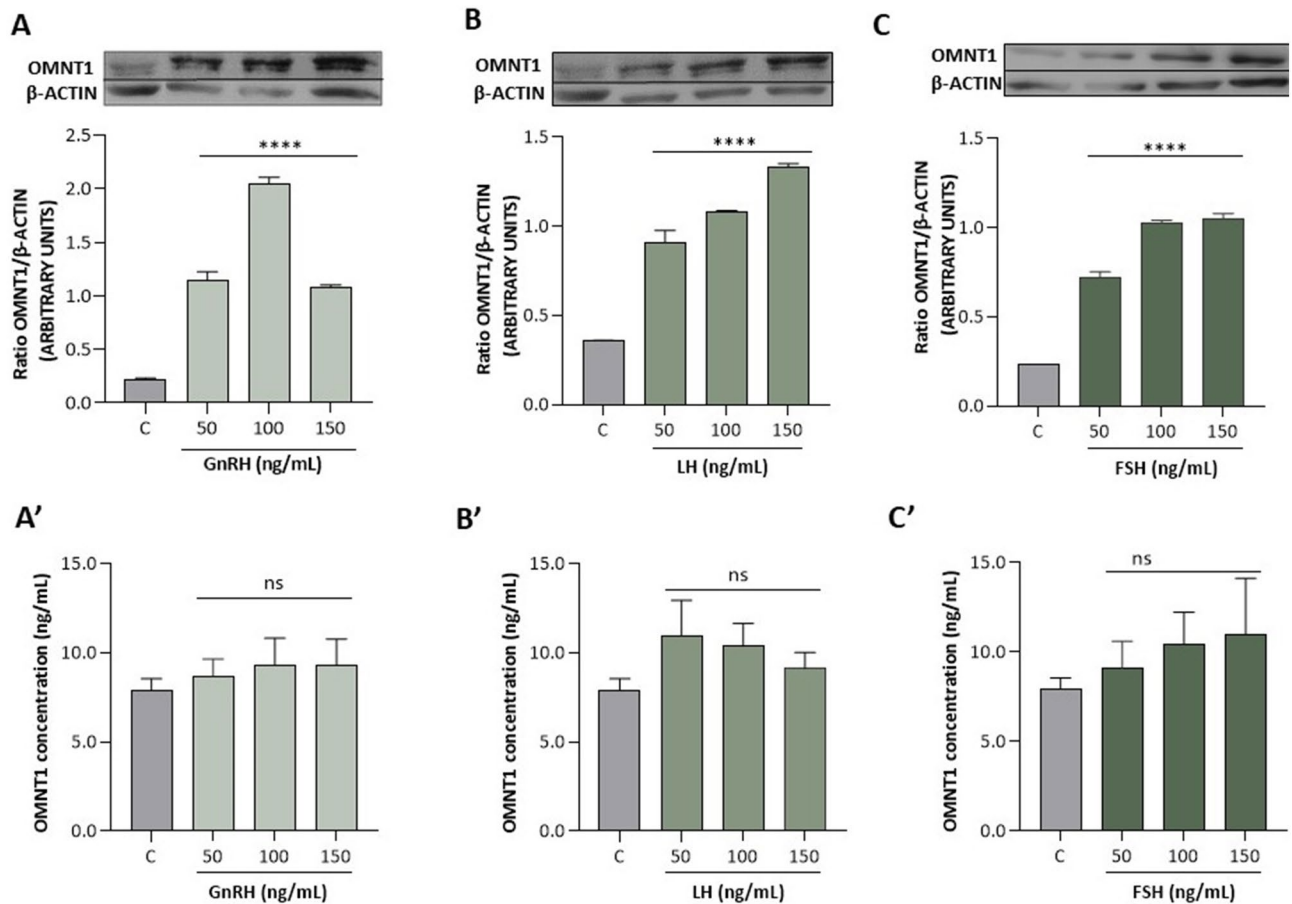 A
OMNT1
β-ACTIN
Ratio OMNT1/β-ACTIN
(ARBITRARY UNITS)
2.5
2.0
1.5
1.0
0.5
0.0
****
C 50 100 150
GnRH (ng/mL)
B
OMNT1
β-ACTIN
Ratio OMNT1/β-ACTIN
(ARBITRARY UNITS)
1.5
1.0
0.5
0.0
****
C 50 100 150
LH (ng/mL)
C
OMNT1
β-ACTIN
Ratio OMNT1/β-ACTIN
(ARBITRARY UNITS)
1.5
1.0
0.5
0.0
****
C 50 100 150
FSH (ng/mL)
A’
OMNT1 concentration (ng/mL)
15.0
10.0
5.0
0.0
ns
C 50 100 150
GnRH (ng/mL)
B’
OMNT1 concentration (ng/mL)
15.0
10.0
5.0
0.0
ns
C 50 100 150
LH (ng/mL)
C’
OMNT1 concentration (ng/mL)
15.0
10.0
5.0
0.0
ns
C 50 100 150
FSH (ng/mL)